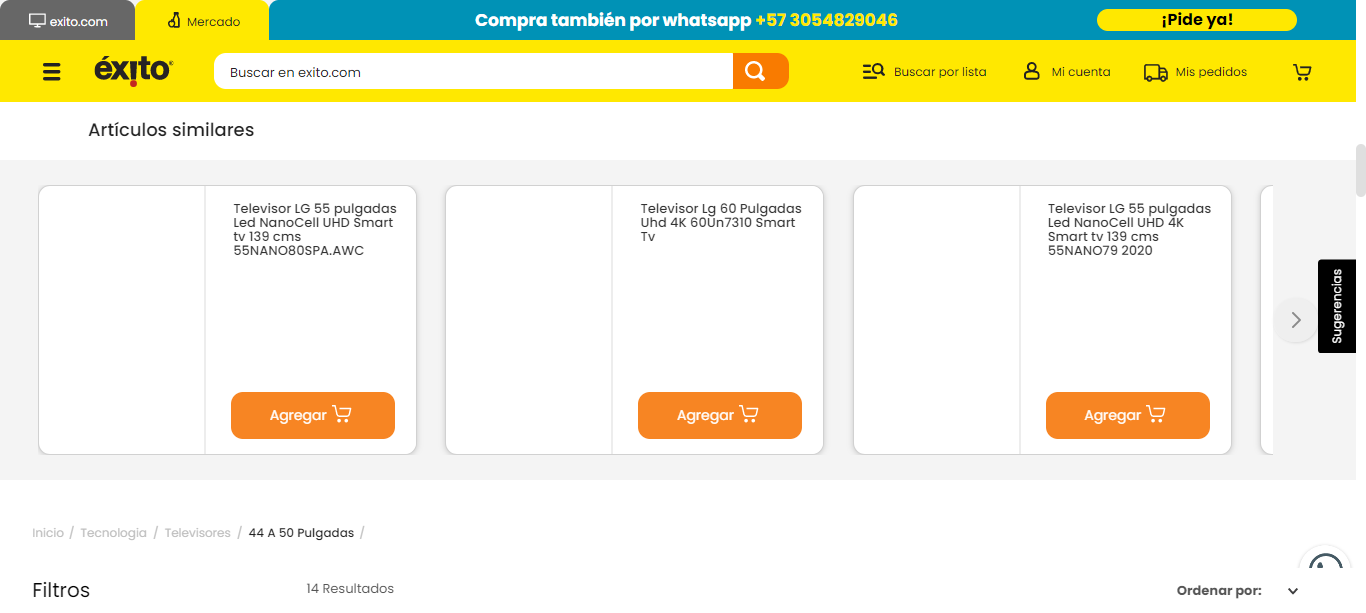 exito.com
Mercado
Compra también por whatsapp +57 3054829046
¡Pide ya!
éxito
Buscar en exito.com
Buscar por lista
Mi cuenta
Mis pedidos
Artículos similares
Televisor LG 55 pulgadas
Led NanoCell UHD Smart
tv 139 cms
55NANO80SPA.AWC
Agregar
Televisor Lg 60 Pulgadas
Uhd 4K 60Un7310 Smart
Tv
Agregar
Televisor LG 55 pulgadas
Led NanoCell UHD 4K
Smart tv 139 cms
55NANO79 2020
Agregar
Sugerencias
Inicio / Tecnologia / Televisores / 44 A 50 Pulgadas /
Filtros
14 Resultados
Ordenar por: